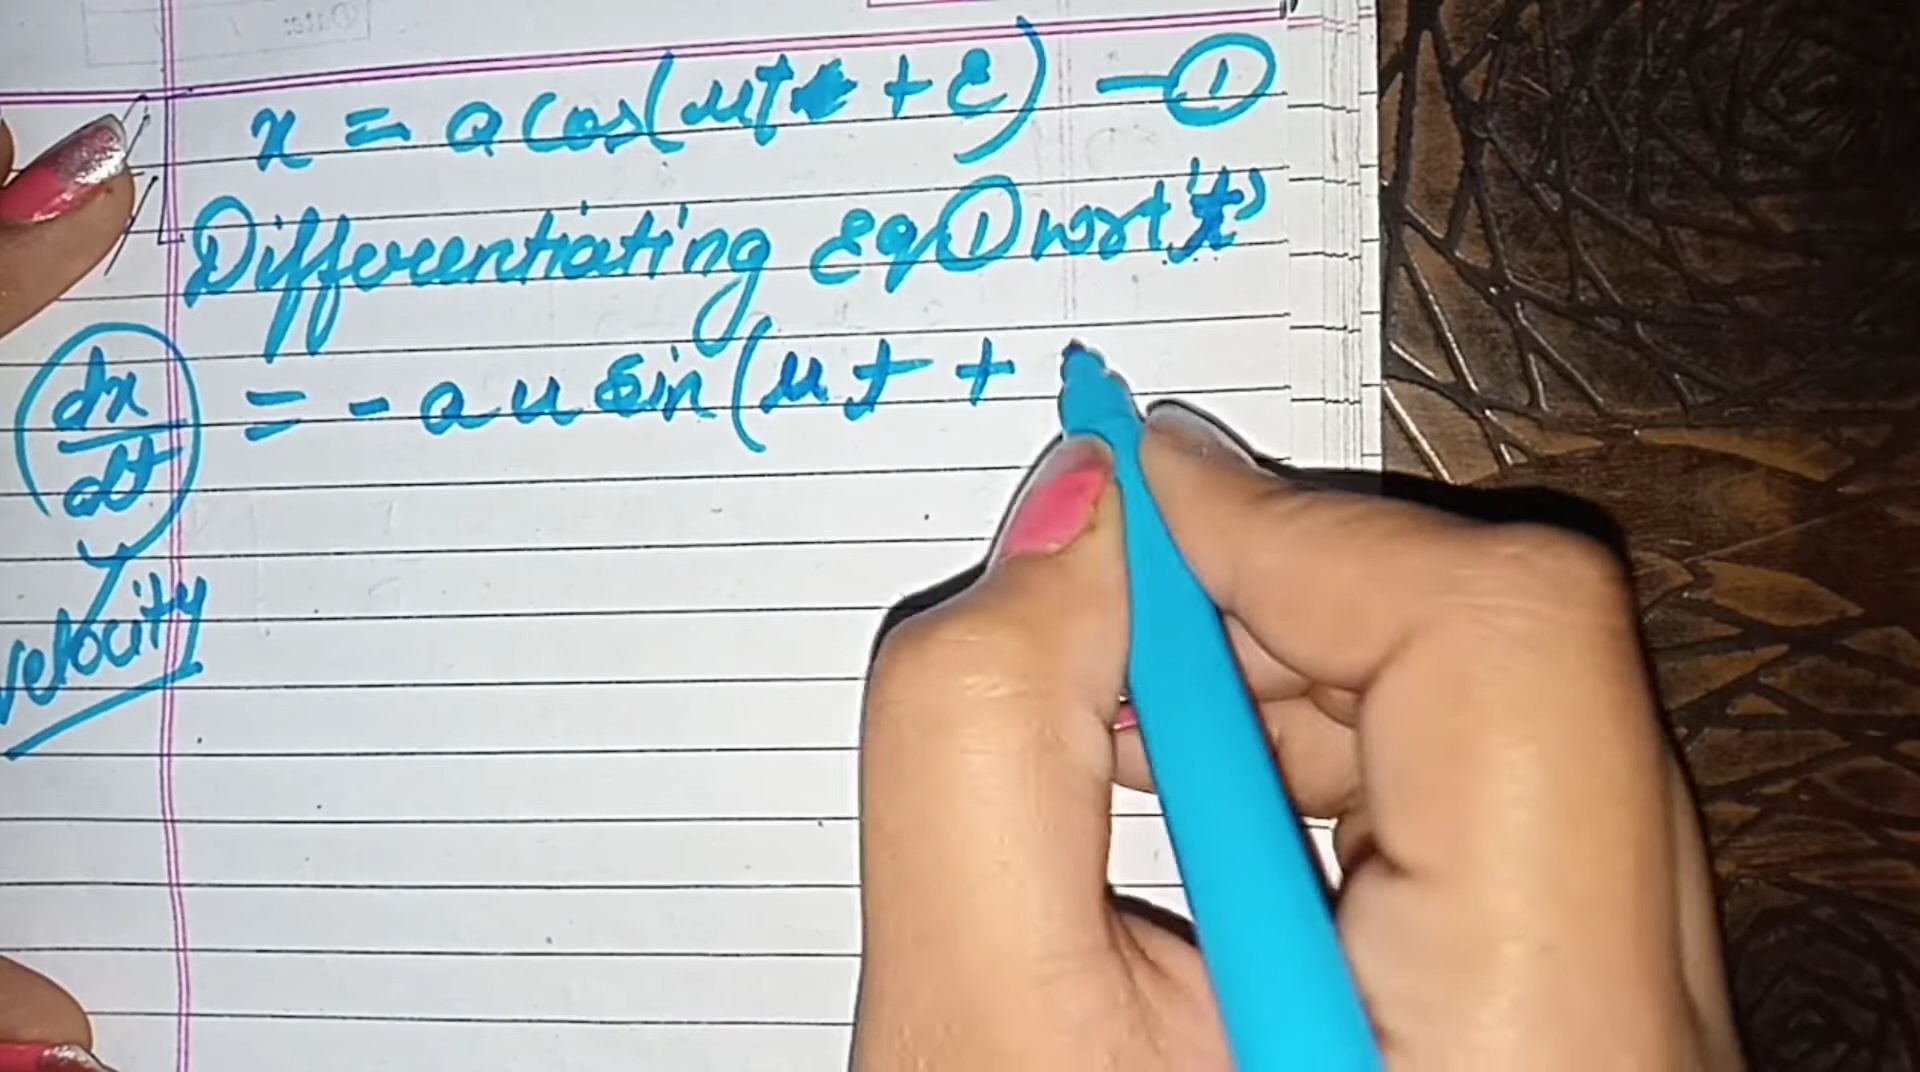 x = a cos(μt + ε) — ①
Differentiating Eq ① wrt 't'
dx/dt = - a μ sin (μt +
velocity